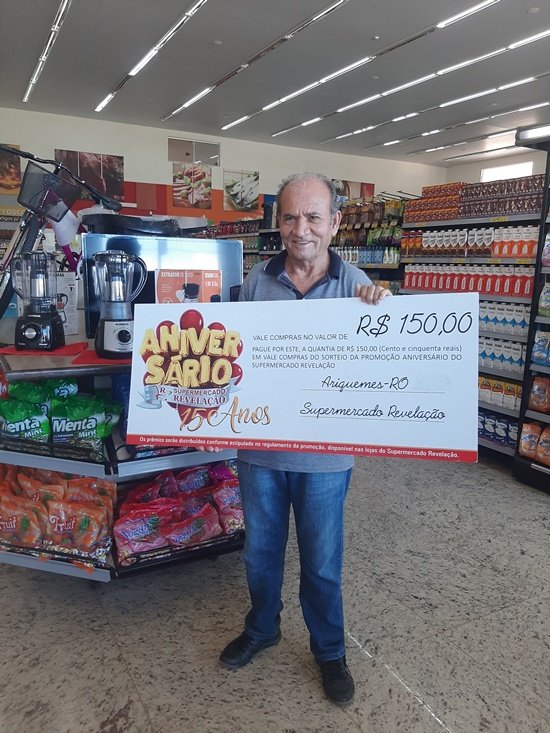 ANIVER
SÁRIO
SUPERMERCADO
REVELAÇÃO
15 Anos
VALE COMPRAS NO VALOR DE
R$ 150,00
PAGUE POR ESTE, A QUANTIA DE R$ 150,00 (Cento e cinquenta reais)
EM VALE COMPRAS DO SORTEIO DA PROMOÇÃO ANIVERSÁRIO DO
SUPERMERCADO REVELAÇÃO
Ariquemes-RO
Supermercado Revelação
Os prêmios serão distribuídos conforme estipulado no regulamento da promoção, disponível nas lojas do Supermercado Revelação.
Menta
Menta